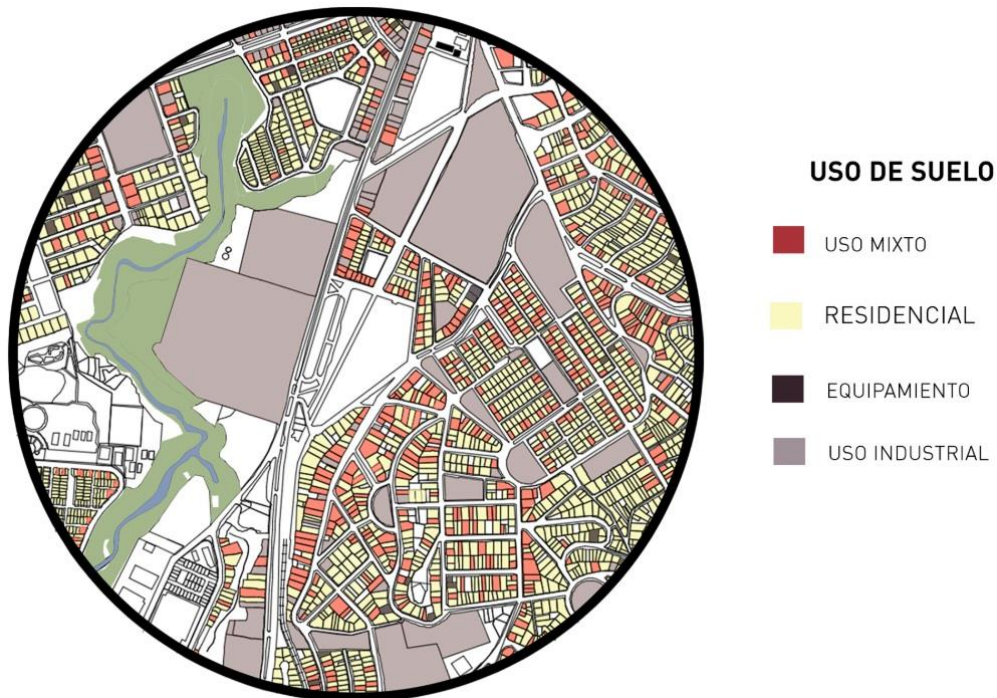 USO DE SUELO
USO MIXTO
RESIDENCIAL
EQUIPAMIENTO
USO INDUSTRIAL